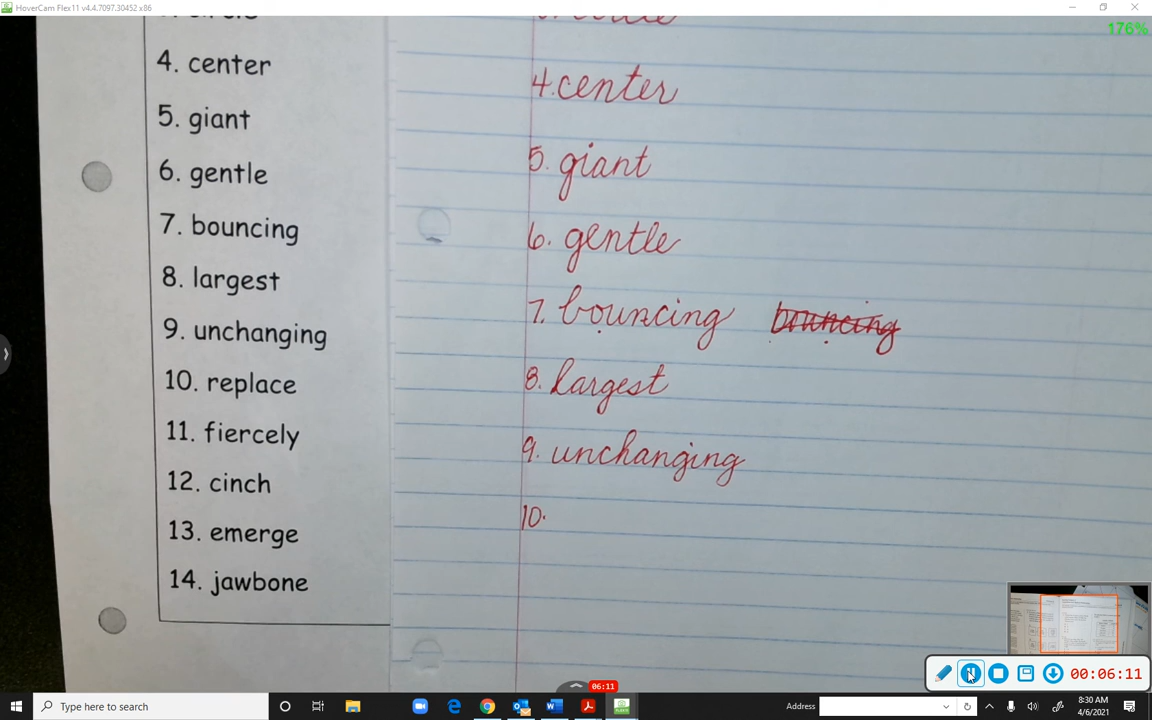 HoverCam Flex11 v4.4.7097.30452 x86
176%
4. center
5. giant
6. gentle
7. bouncing
8. largest
9. unchanging
10. replace
11. fiercely
12. cinch
13. emerge
14. jawbone
4. center
5. giant
6. gentle
7. bouncing bouncing
8. largest
9. unchanging
10.
00:06:11
06:11
Type here to search
Address
8:30 AM
4/6/2021